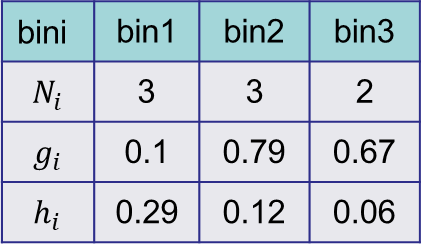 bini bin1 bin2 bin3
Nᵢ 3 3 2
gᵢ 0.1 0.79 0.67
hᵢ 0.29 0.12 0.06